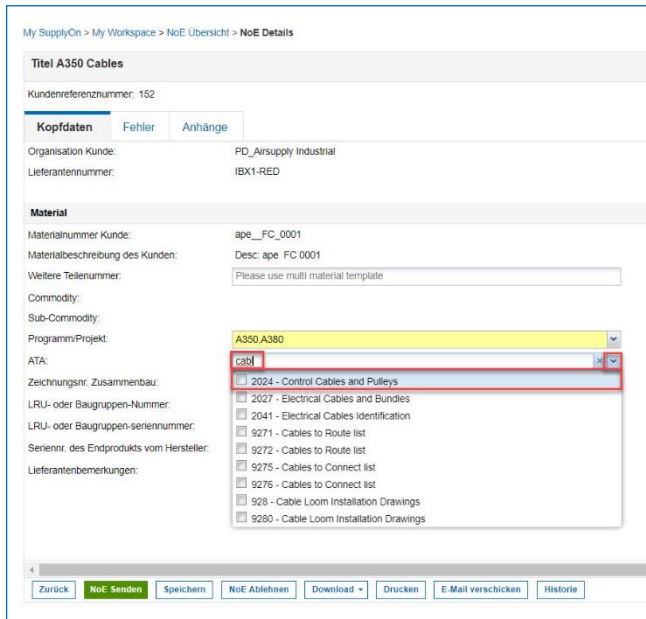 My SupplyOn > My Workspace > NoE Übersicht > NoE Details
Titel A350 Cables
Kundenreferenznummer: 152
Kopfdaten Fehler Anhänge
Organisation Kunde: PD_Airsupply Industrial
Lieferantennummer: IBX1-RED
Material
Materialnummer Kunde: ape__FC_0001
Materialbeschreibung des Kunden: Desc: ape FC 0001
Weitere Teilenummer: Please use multi material template
Commodity:
Sub-Commodity:
Programm/Projekt: A350,A380
ATA: cab
Zeichnungsnr. Zusammenbau: 2024 - Control Cables and Pulleys
2027 - Electrical Cables and Bundles
LRU- oder Baugruppen-Nummer: 2041 - Electrical Cables Identification
LRU- oder Baugruppen-seriennummer: 9271 - Cables to Route list
9272 - Cables to Route list
Seriennr. des Endprodukts vom Hersteller: 9275 - Cables to Connect list
Lieferantenbemerkungen: 9276 - Cables to Connect list
928 - Cable Loom Installation Drawings
9280 - Cable Loom Installation Drawings
Zurück NoE Senden Speichern NoE Ablehnen Download Drucken E-Mail verschicken Historie